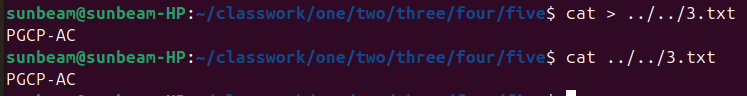 sunbeam@sunbeam-HP:~/classwork/one/two/three/four/five$ cat > ../../3.txt
PGCP-AC
sunbeam@sunbeam-HP:~/classwork/one/two/three/four/five$ cat ../../3.txt
PGCP-AC